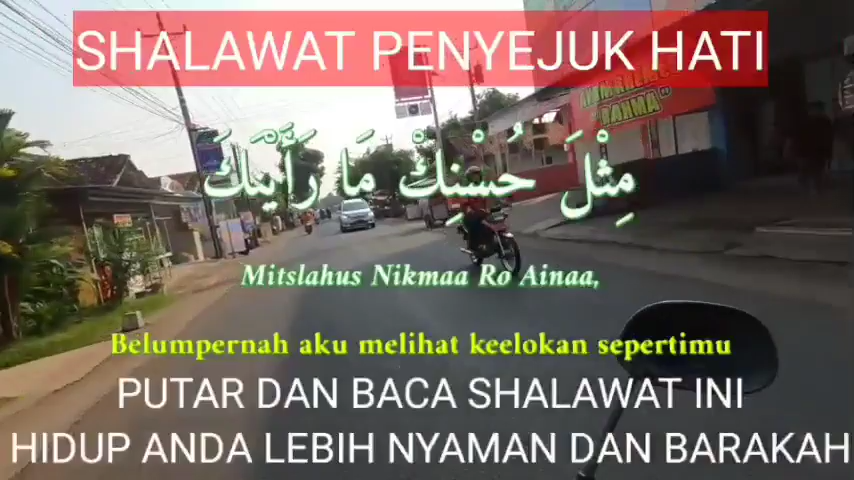 SHALAWAT PENYEJUK HATI
مِثْلَ حُسْنِكْ مَا رَأَيْنَكَ
Mitslahus Nikmaa Ro Ainaa,
Belumpernah aku melihat keelokan sepertimu
PUTAR DAN BACA SHALAWAT INI
HIDUP ANDA LEBIH NYAMAN DAN BARAKAH